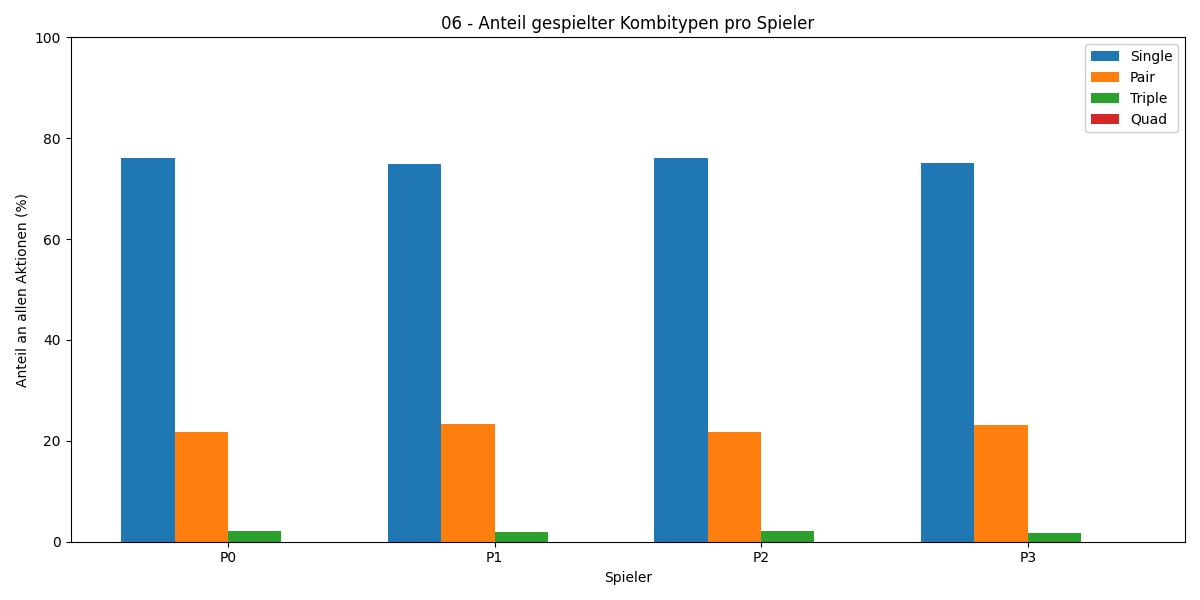 06 - Anteil gespielter Kombitypen pro Spieler
Anteil an allen Aktionen (%)
100
80
60
40
20
0
Single
Pair
Triple
Quad
P0
P1
P2
P3
Spieler